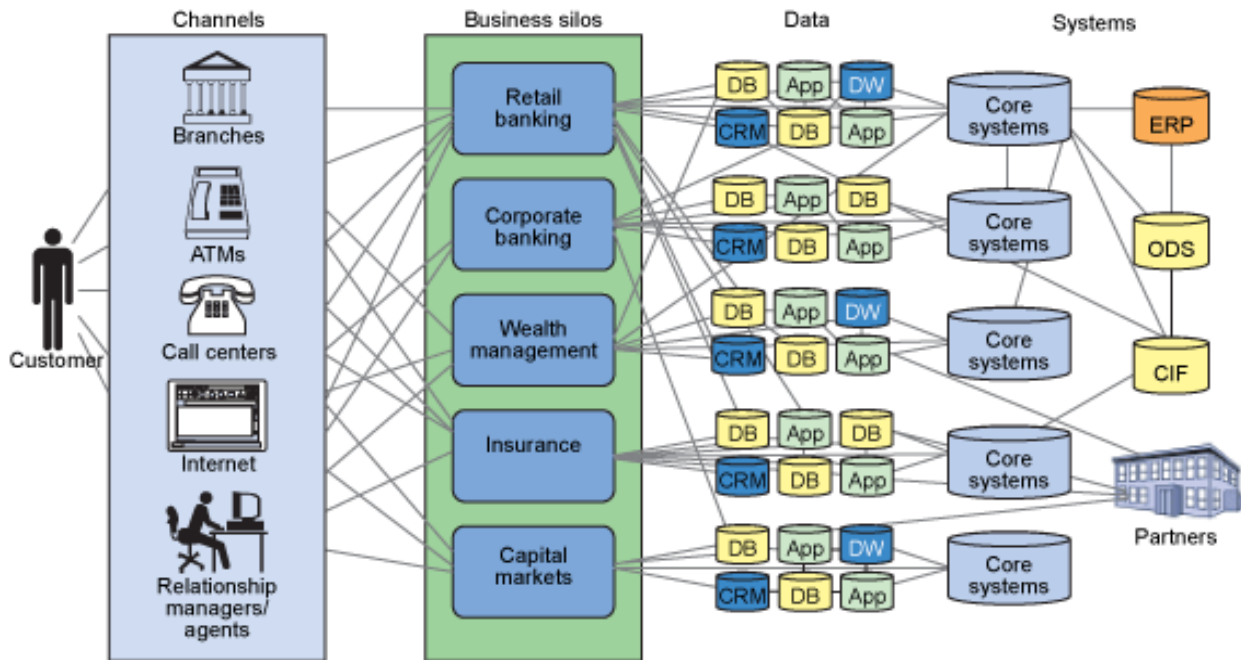 Channels
Business silos
Data
Systems
Customer
Branches
ATMs
Call centers
Internet
Relationship
managers/
agents
Retail
banking
Corporate
banking
Wealth
management
Insurance
Capital
markets
DB App DW
CRM DB App
DB App DB
CRM DB App
DB App DW
CRM DB App
DB App DB
CRM DB App
DB App DW
CRM DB App
Core
systems
Core
systems
Core
systems
Core
systems
Core
systems
ERP
ODS
CIF
Partners